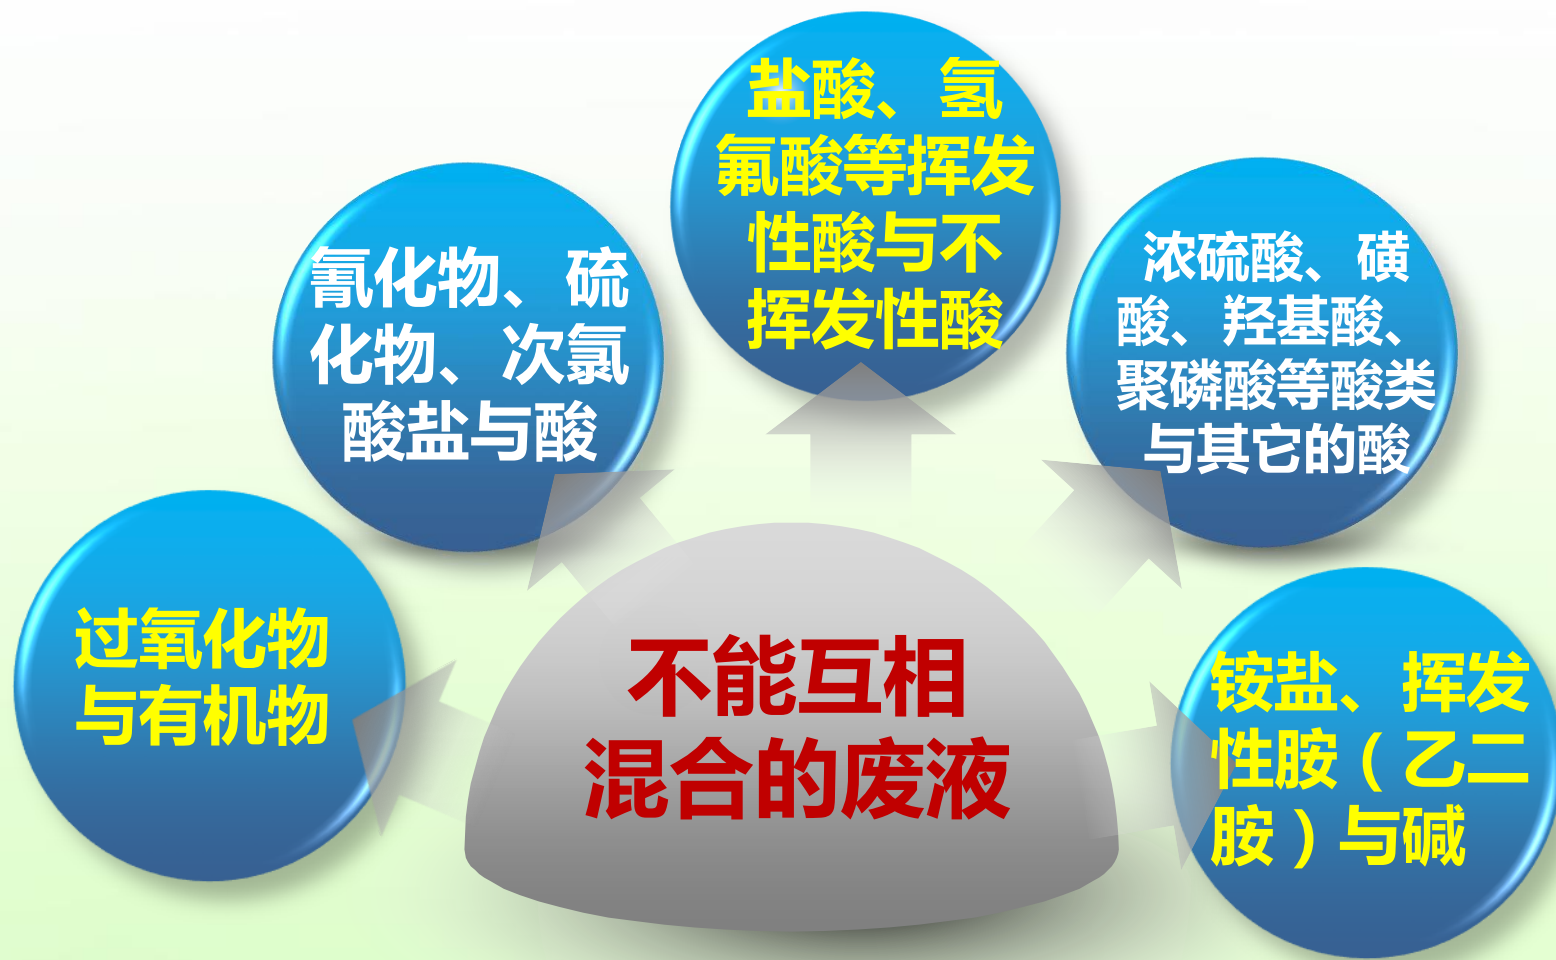 盐酸、氢
氟酸等挥发
性酸与不
挥发性酸
氰化物、硫
化物、次氯
酸盐与酸
浓硫酸、磺
酸、羟基酸、
聚磷酸等酸类
与其它的酸
过氧化物
与有机物
不能互相
混合的废液
铵盐、挥发
性胺（乙二
胺）与碱